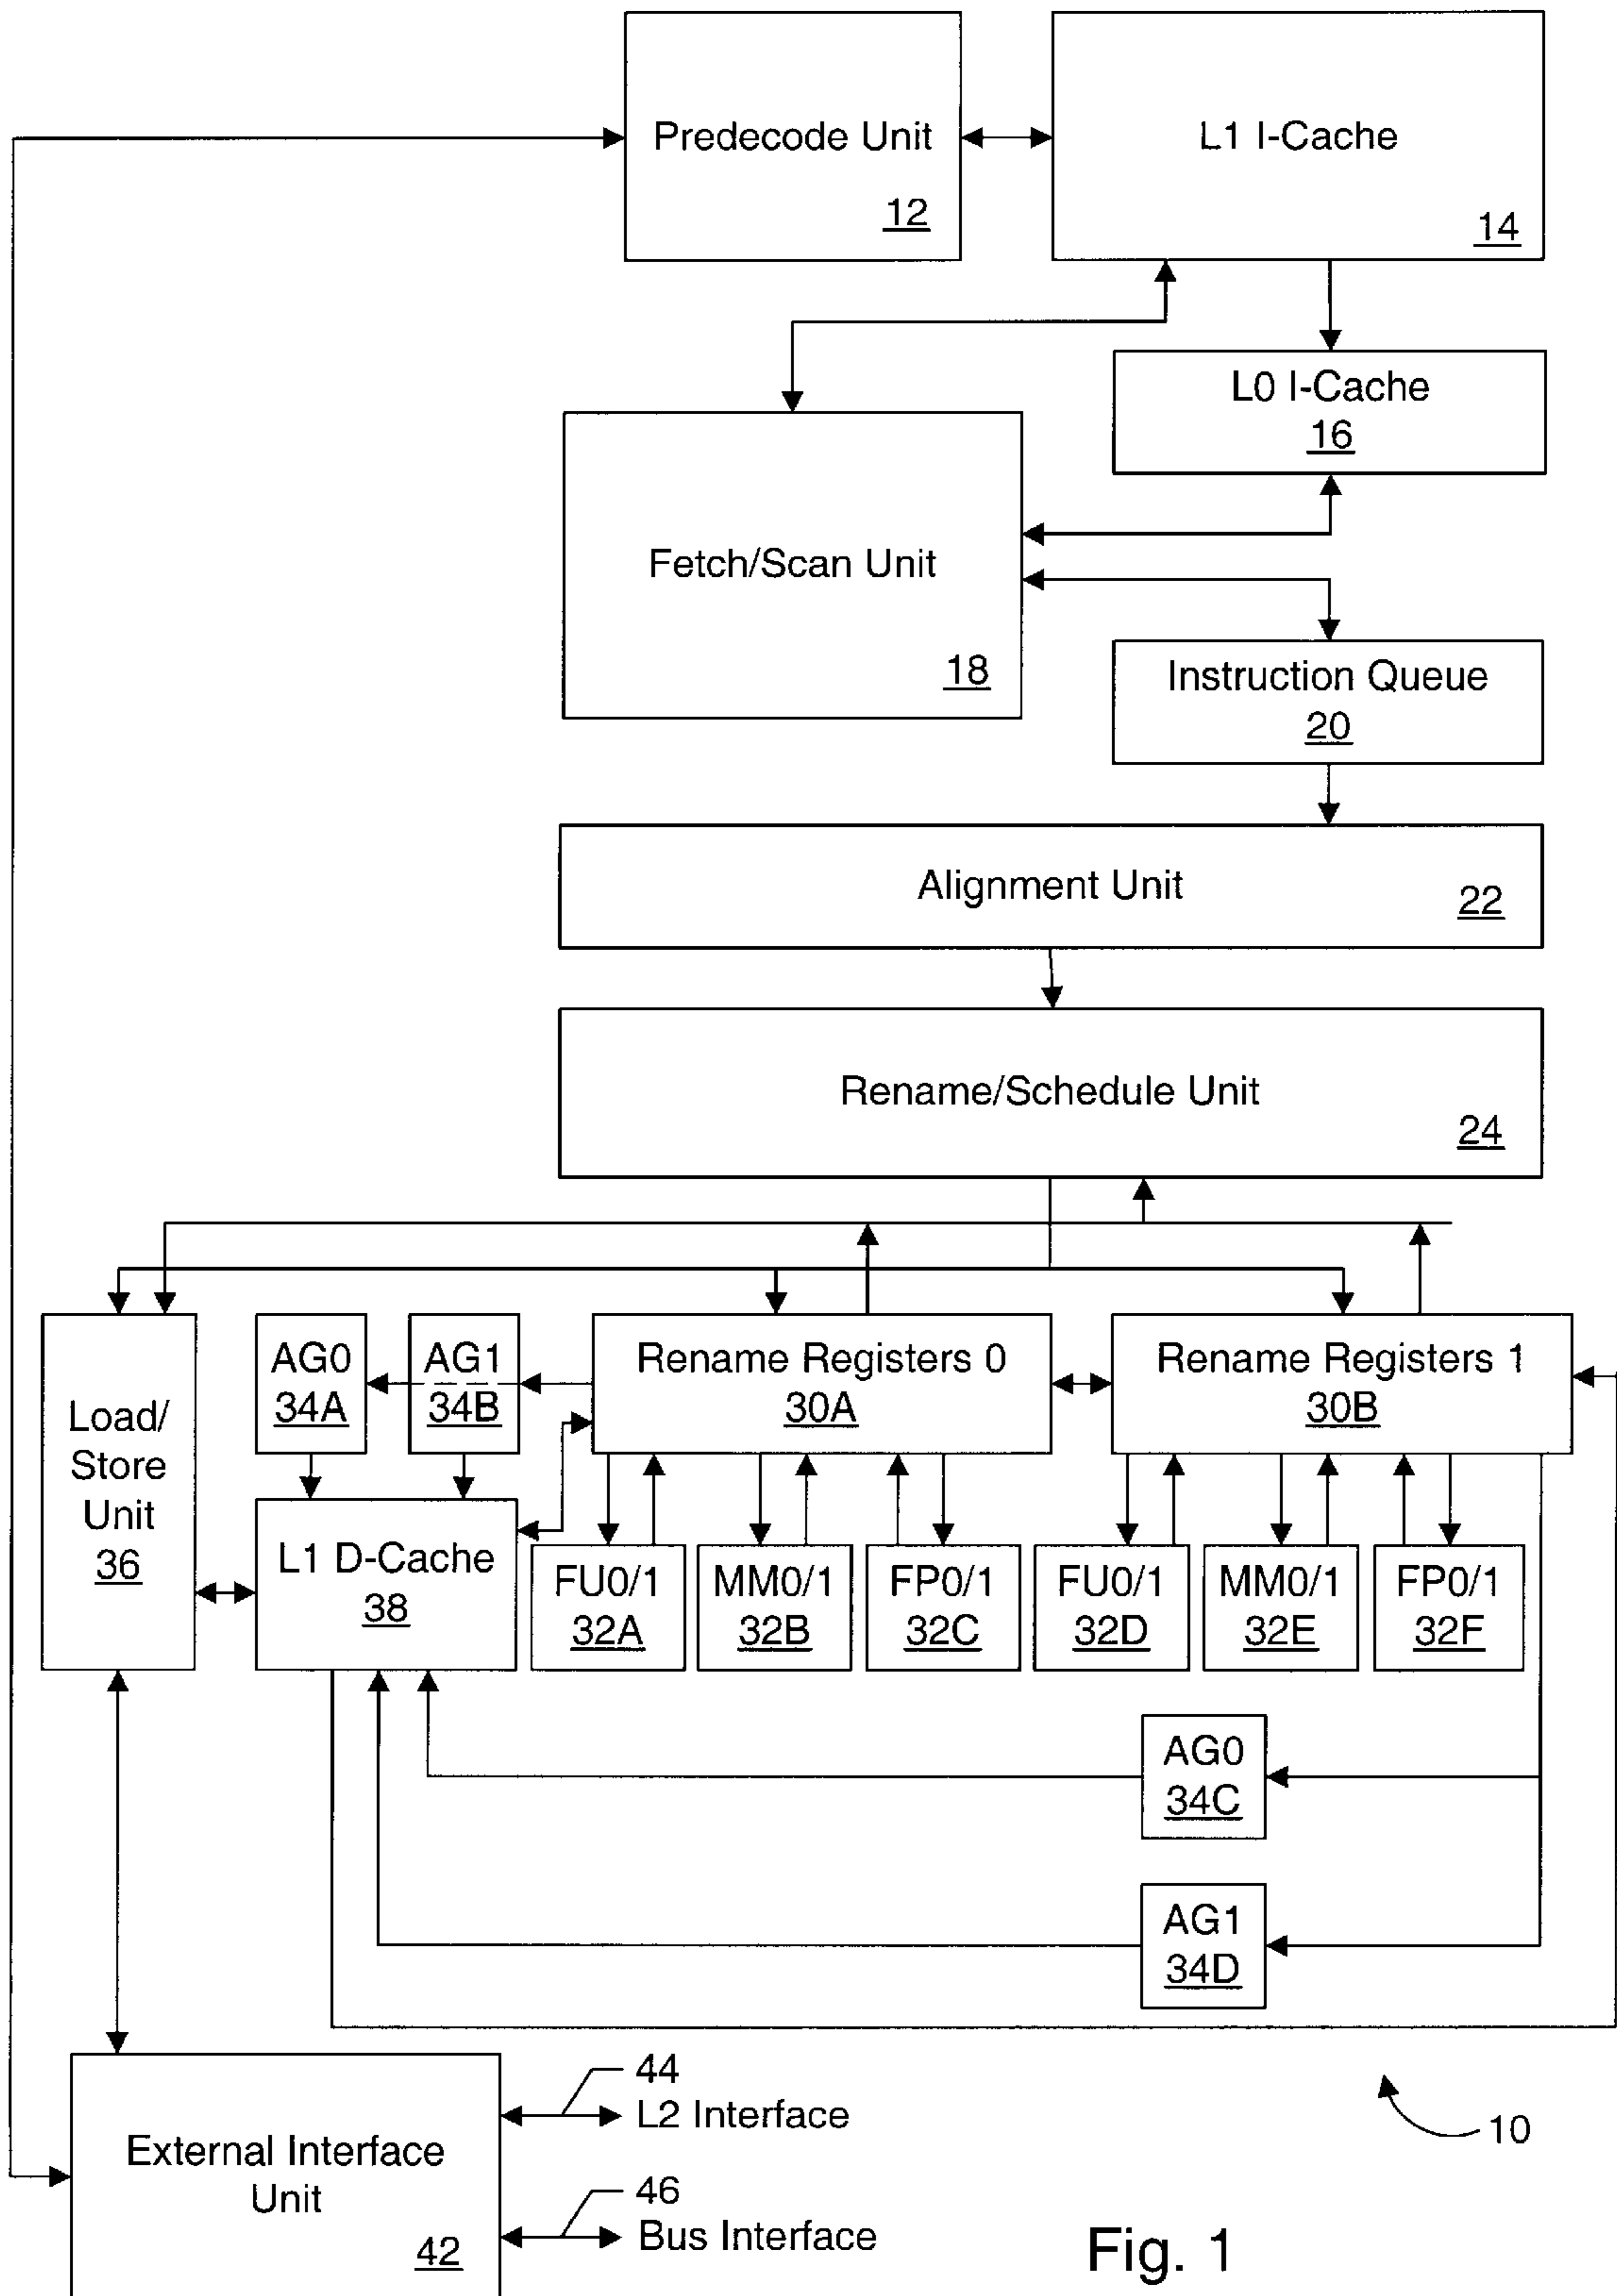 Predecode Unit
12
L1 I-Cache
14
L0 I-Cache
16
Fetch/Scan Unit
18
Instruction Queue
20
Alignment Unit
22
Rename/Schedule Unit
24
Load/
Store
Unit
36
AG0
34A
AG1
34B
Rename Registers 0
30A
Rename Registers 1
30B
L1 D-Cache
38
FU0/1
32A
MM0/1
32B
FP0/1
32C
FU0/1
32D
MM0/1
32E
FP0/1
32F
AG0
34C
AG1
34D
External Interface
Unit
42
44
L2 Interface
46
Bus Interface
10
Fig. 1